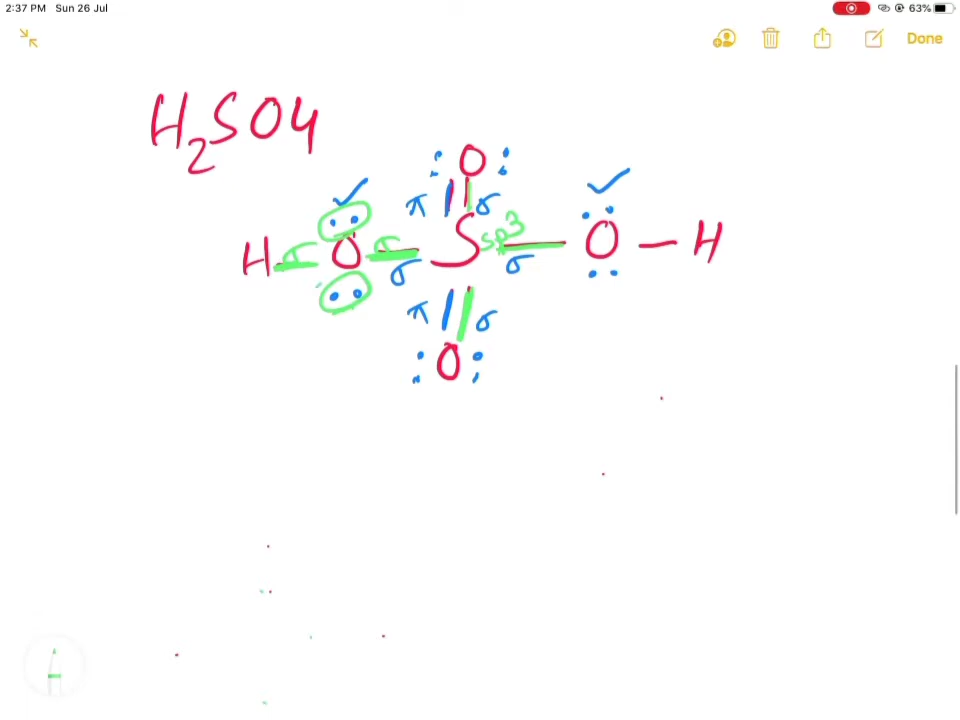 2:37 PM Sun 26 Jul
63%
Done
H2SO4
:O:
π σ
H σ O σ S sp3 O — H
σ σ
π σ
:O: